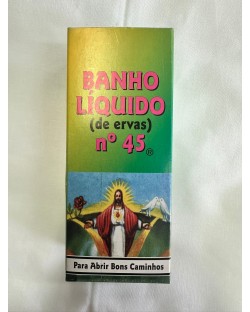 BANHO
LÍQUIDO
(de ervas)
nº 45®
Para Abrir Bons Caminhos